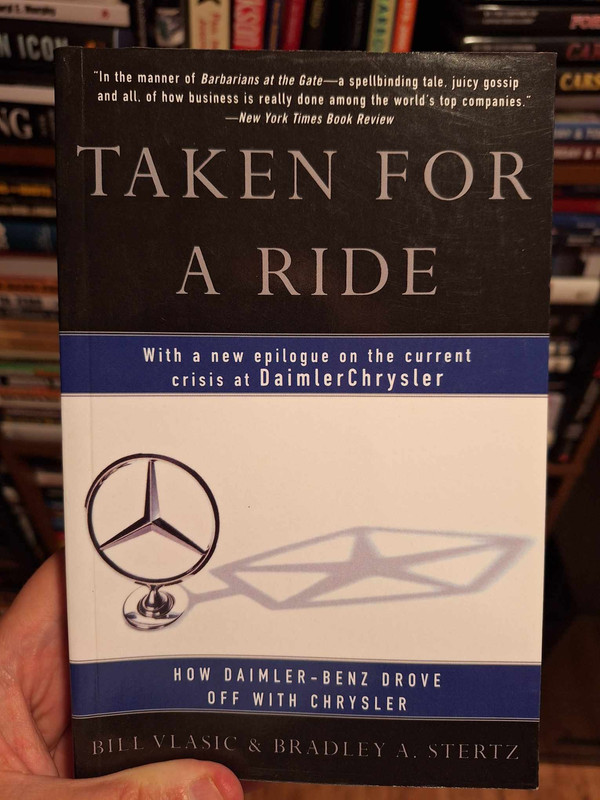 "In the manner of Barbarians at the Gate—a spellbinding tale, juicy gossip
and all, of how business is really done among the world's top companies."
—New York Times Book Review
TAKEN FOR
A RIDE
With a new epilogue on the current
crisis at DaimlerChrysler
HOW DAIMLER-BENZ DROVE
OFF WITH CHRYSLER
BILL VLASIC & BRADLEY A. STERTZ